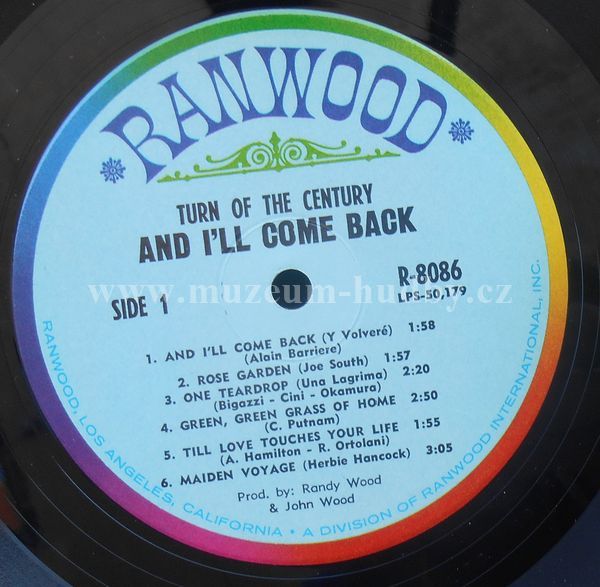 RANWOOD
TURN OF THE CENTURY
AND I'LL COME BACK
R-8086
LPS-50,179
SIDE 1
www.muzeum-hudby.cz
1. AND I'LL COME BACK (Y Volveré) 1:58
(Alain Barriere)
2. ROSE GARDEN (Joe South) 1:57
3. ONE TEARDROP (Una Lagrima) 2:20
(Bigazzi - Cini - Okamura)
4. GREEN, GREEN GRASS OF HOME 2:50
(C. Putnam)
5. TILL LOVE TOUCHES YOUR LIFE 1:55
(A. Hamilton - R. Ortolani)
6. MAIDEN VOYAGE (Herbie Hancock) 3:05
Prod. by: Randy Wood
& John Wood
RANWOOD, LOS ANGELES, CALIFORNIA • A DIVISION OF RANWOOD INTERNATIONAL, INC.